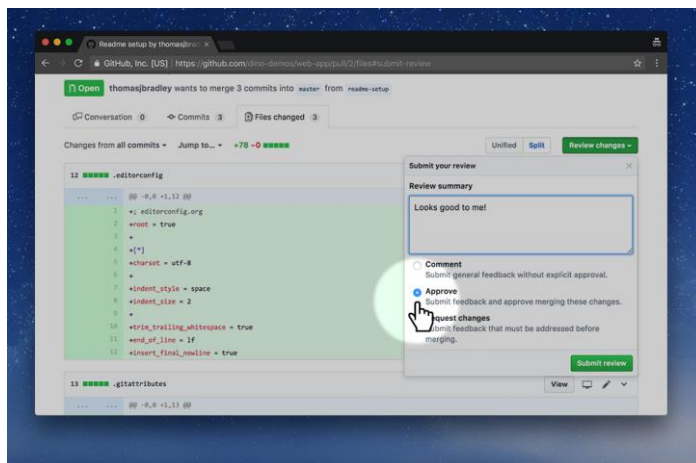 Readme setup by thomasjbrad
GitHub, Inc. [US] | https://github.com/dino-demos/web-app/pull/2/files#submit-review
Open thomasjbradley wants to merge 3 commits into master from readme-setup
Conversation 0 Commits 3 Files changed 3
Changes from all commits Jump to... +78 −0 Unified Split Review changes
Submit your review
12 .editorconfig
Review summary
... ... @@ -0,0 +1,12 @@
Looks good to me!
1 +; editorconfig.org
2 +root = true
3 +
4 +[*]
5 +charset = utf-8
6 +
7 +indent_style = space
8 +indent_size = 2
9 +
10 +trim_trailing_whitespace = true
11 +end_of_line = lf
12 +insert_final_newline = true
Comment
Submit general feedback without explicit approval.
Approve
Submit feedback and approve merging these changes.
request changes
submit feedback that must be addressed before
merging.
Submit review
13 .gitattributes View
... ... @@ -0,0 +1,13 @@